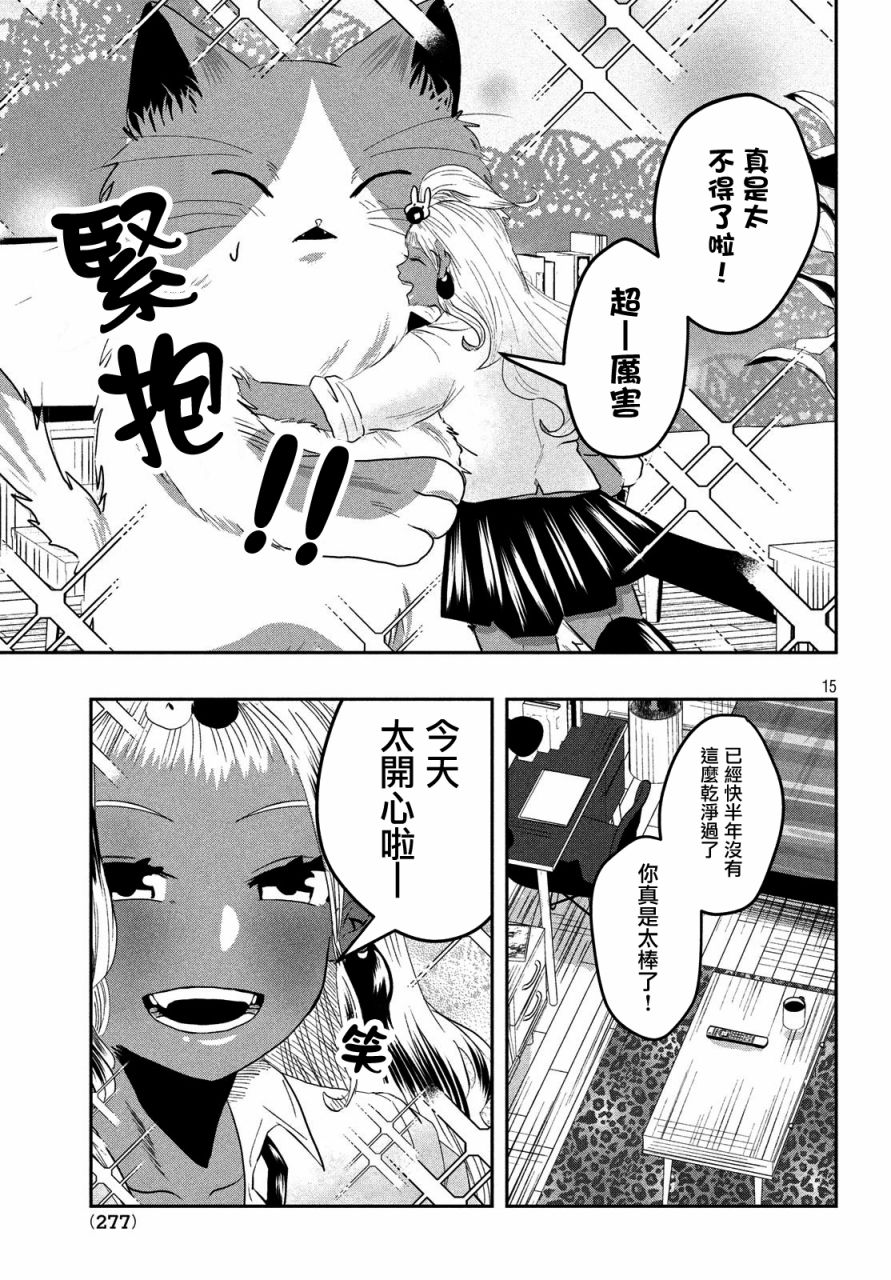 真是太
不得了啦！
超—厲害
緊抱!!
15
已經快半年沒有
這麼乾淨過了
你真是太棒了！
今天
太開心啦—
笑
（277）